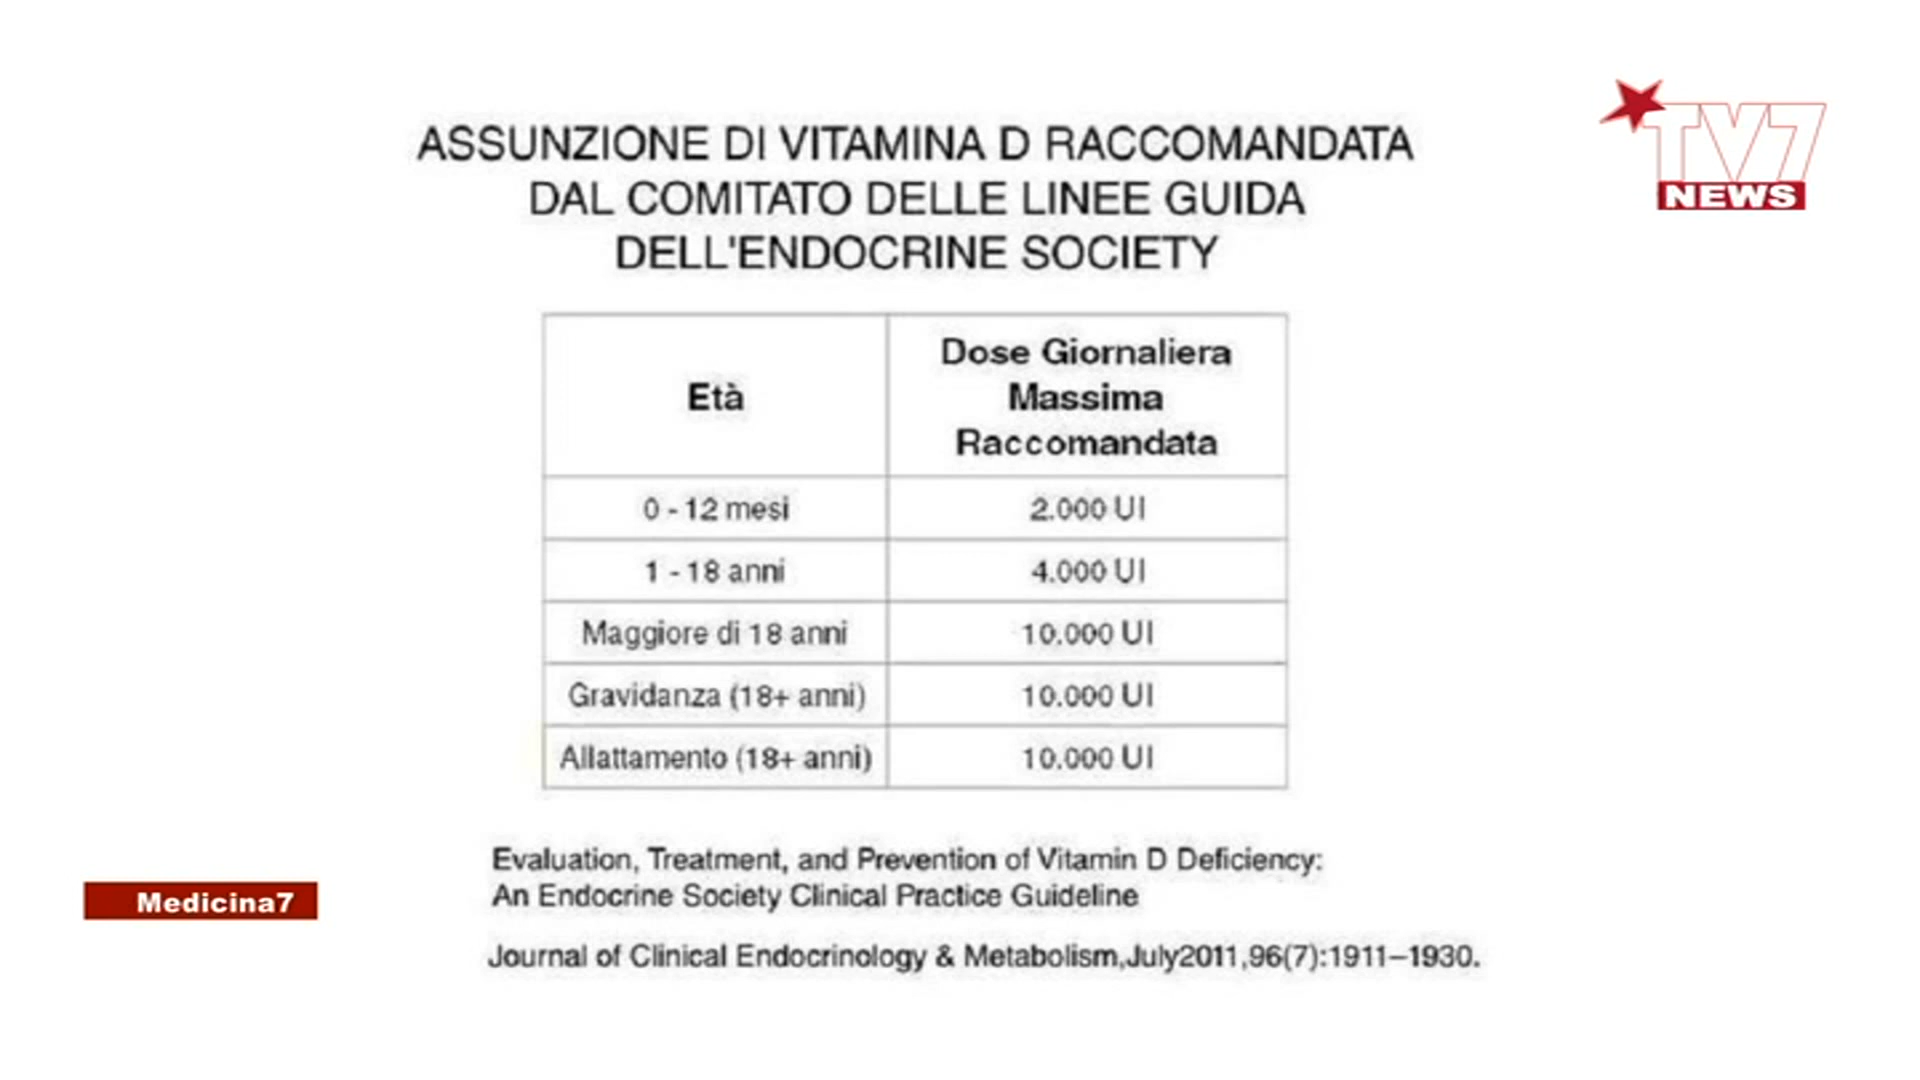 TV7
NEWS
ASSUNZIONE DI VITAMINA D RACCOMANDATA
DAL COMITATO DELLE LINEE GUIDA
DELL'ENDOCRINE SOCIETY
Età
Dose Giornaliera
Massima
Raccomandata
0 - 12 mesi 2.000 UI
1 - 18 anni 4.000 UI
Maggiore di 18 anni 10.000 UI
Gravidanza (18+ anni) 10.000 UI
Allattamento (18+ anni) 10.000 UI
Evaluation, Treatment, and Prevention of Vitamin D Deficiency:
An Endocrine Society Clinical Practice Guideline
Medicina7
Journal of Clinical Endocrinology & Metabolism,July2011,96(7):1911–1930.